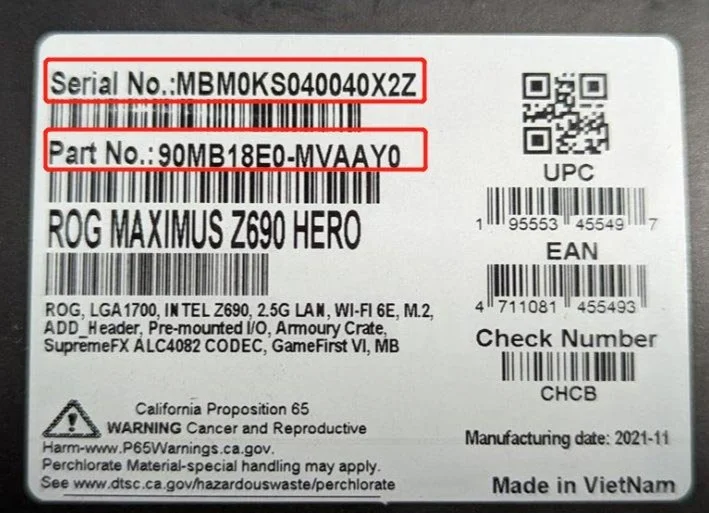 Serial No.:MBM0KS040040X2Z
Part No.:90MB18E0-MVAAY0
ROG MAXIMUS Z690 HERO
ROG, LGA1700, INTEL Z690, 2.5G LAN, WI-FI 6E, M.2,
ADD_Header, Pre-mounted I/O, Armoury Crate,
SupremeFX ALC4082 CODEC, GameFirst VI, MB
California Proposition 65
WARNING Cancer and Reproductive
Harm-www.P65Warnings.ca.gov.
Perchlorate Material-special handling may apply.
See www.dtsc.ca.gov/hazardouswaste/perchlorate
UPC
1 95553 45549 7
EAN
4 711081 455493
Check Number
CHCB
Manufacturing date: 2021-11
Made in VietNam